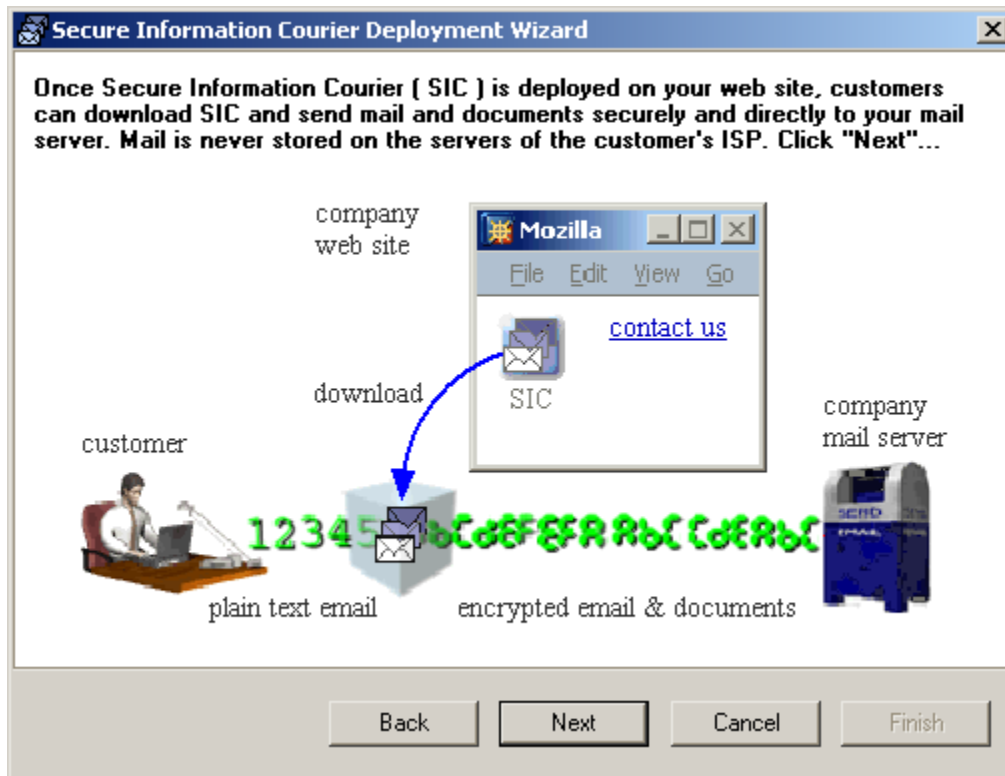 Secure Information Courier Deployment Wizard
Once Secure Information Courier ( SIC ) is deployed on your web site, customers
can download SIC and send mail and documents securely and directly to your mail
server. Mail is never stored on the servers of the customer's ISP. Click "Next"...
company
web site
Mozilla
File Edit View Go
contact us
SIC
download
company
mail server
customer
SEND
EMAIL
12345
plain text email
encrypted email & documents
Back Next Cancel Finish